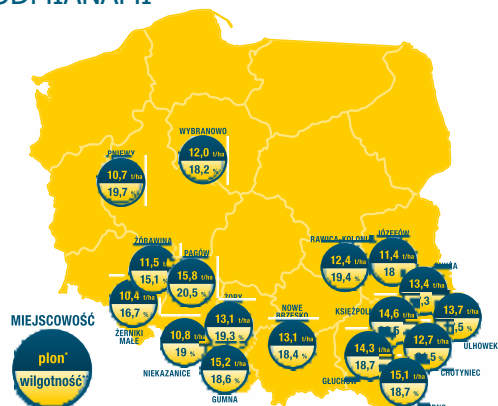 ODMIANAMI
WYBRANOWO
12,0 t/ha
18,2 %
PNIEWY
10,7 t/ha
19,7 %
ŻÓRAWINA
11,5 t/ha
15,1 %
PAGÓW
15,8 t/ha
20,5 %
10,4 t/ha
16,7 %
ŻERNIKI
MAŁE
ŻORY
13,1 t/ha
19,3 %
10,8 t/ha
19 %
NIEKAZANICE
15,2 t/ha
18,6 %
GUMNA
NOWE
BRZESKO
13,1 t/ha
18,4 %
RAWICA-KOLONIA
12,4 t/ha
19,4 %
JÓZEFÓW
11,4 t/ha
18
13,4 t/ha
KSIĘŻPOL
14,6 t/ha
13,7 t/ha
ULHOWEK
12,7 t/ha
CHOTYNIEC
14,3 t/ha
18,7
GŁUCHÓW
15,1 t/ha
18,7 %
MIEJSCOWOŚĆ
plon*
wilgotność**